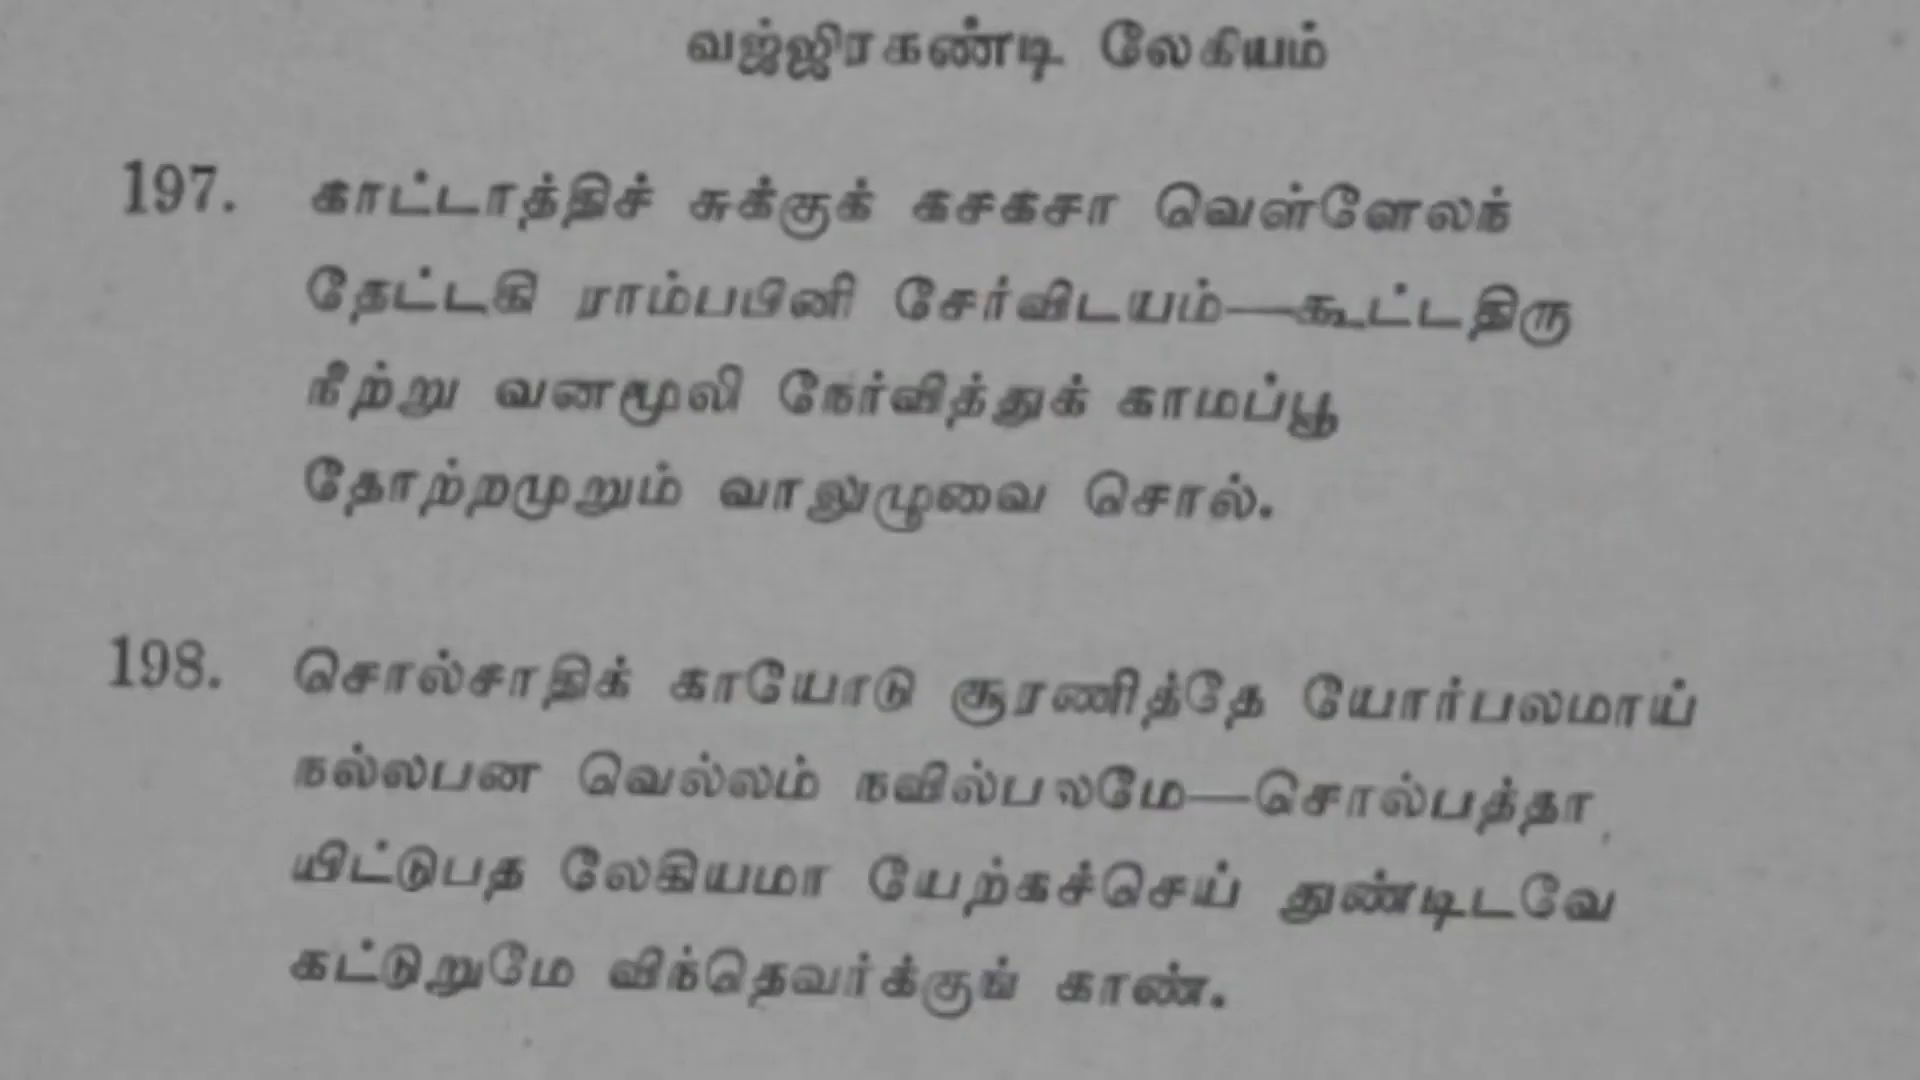 வஜ்ஜிரகண்டி லேகியம்
197. காட்டாத்திச் சுக்குக் கசகசா வெள்ளேலந்
தேட்டகி ராம்பபினி சேர்விடயம்—கூட்டதிரு
நீற்று வனமூலி நேர்வித்துக் காமப்பூ
தோற்றமுறும் வாலுழுவை சொல்.
198. சொல்சாதிக் காயோடு சூரணித்தே யோர்பலமாய்
நல்லபன வெல்லம் நவில்பலமே—சொல்பத்தா
யிட்டுபத லேகியமா யேற்கச்செய் துண்டிடவே
கட்டுறுமே விந்தெவர்க்குங் காண்.